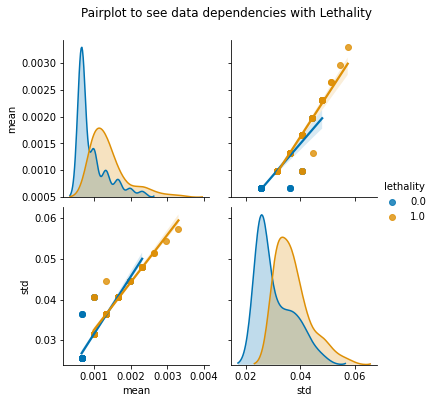 Pairplot to see data dependencies with Lethality
0.0030
0.0025
0.0020
0.0015
0.0010
0.0005
mean
lethality
0.0
1.0
0.06
0.05
0.04
0.03
std
0.001 0.002 0.003 0.004
mean
0.02 0.04 0.06
std